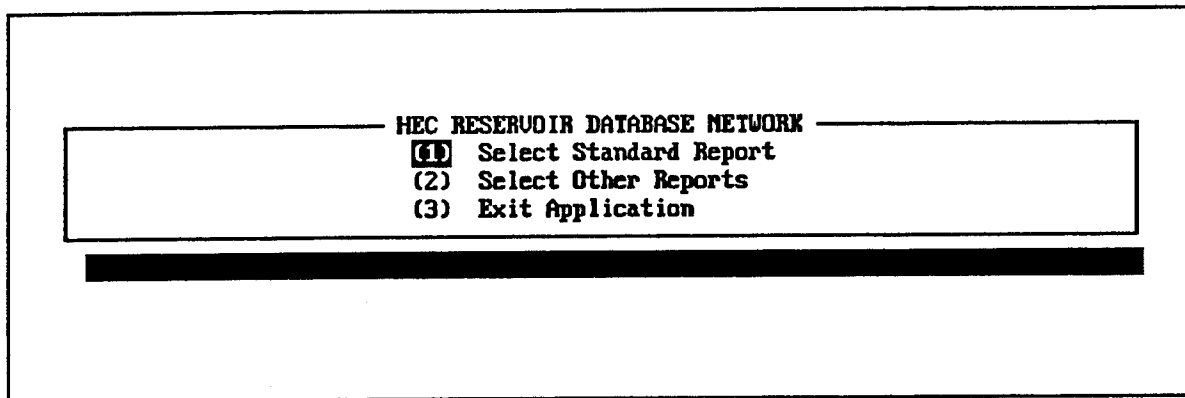 HEC RESERVOIR DATABASE NETWORK
(1) Select Standard Report
(2) Select Other Reports
(3) Exit Application